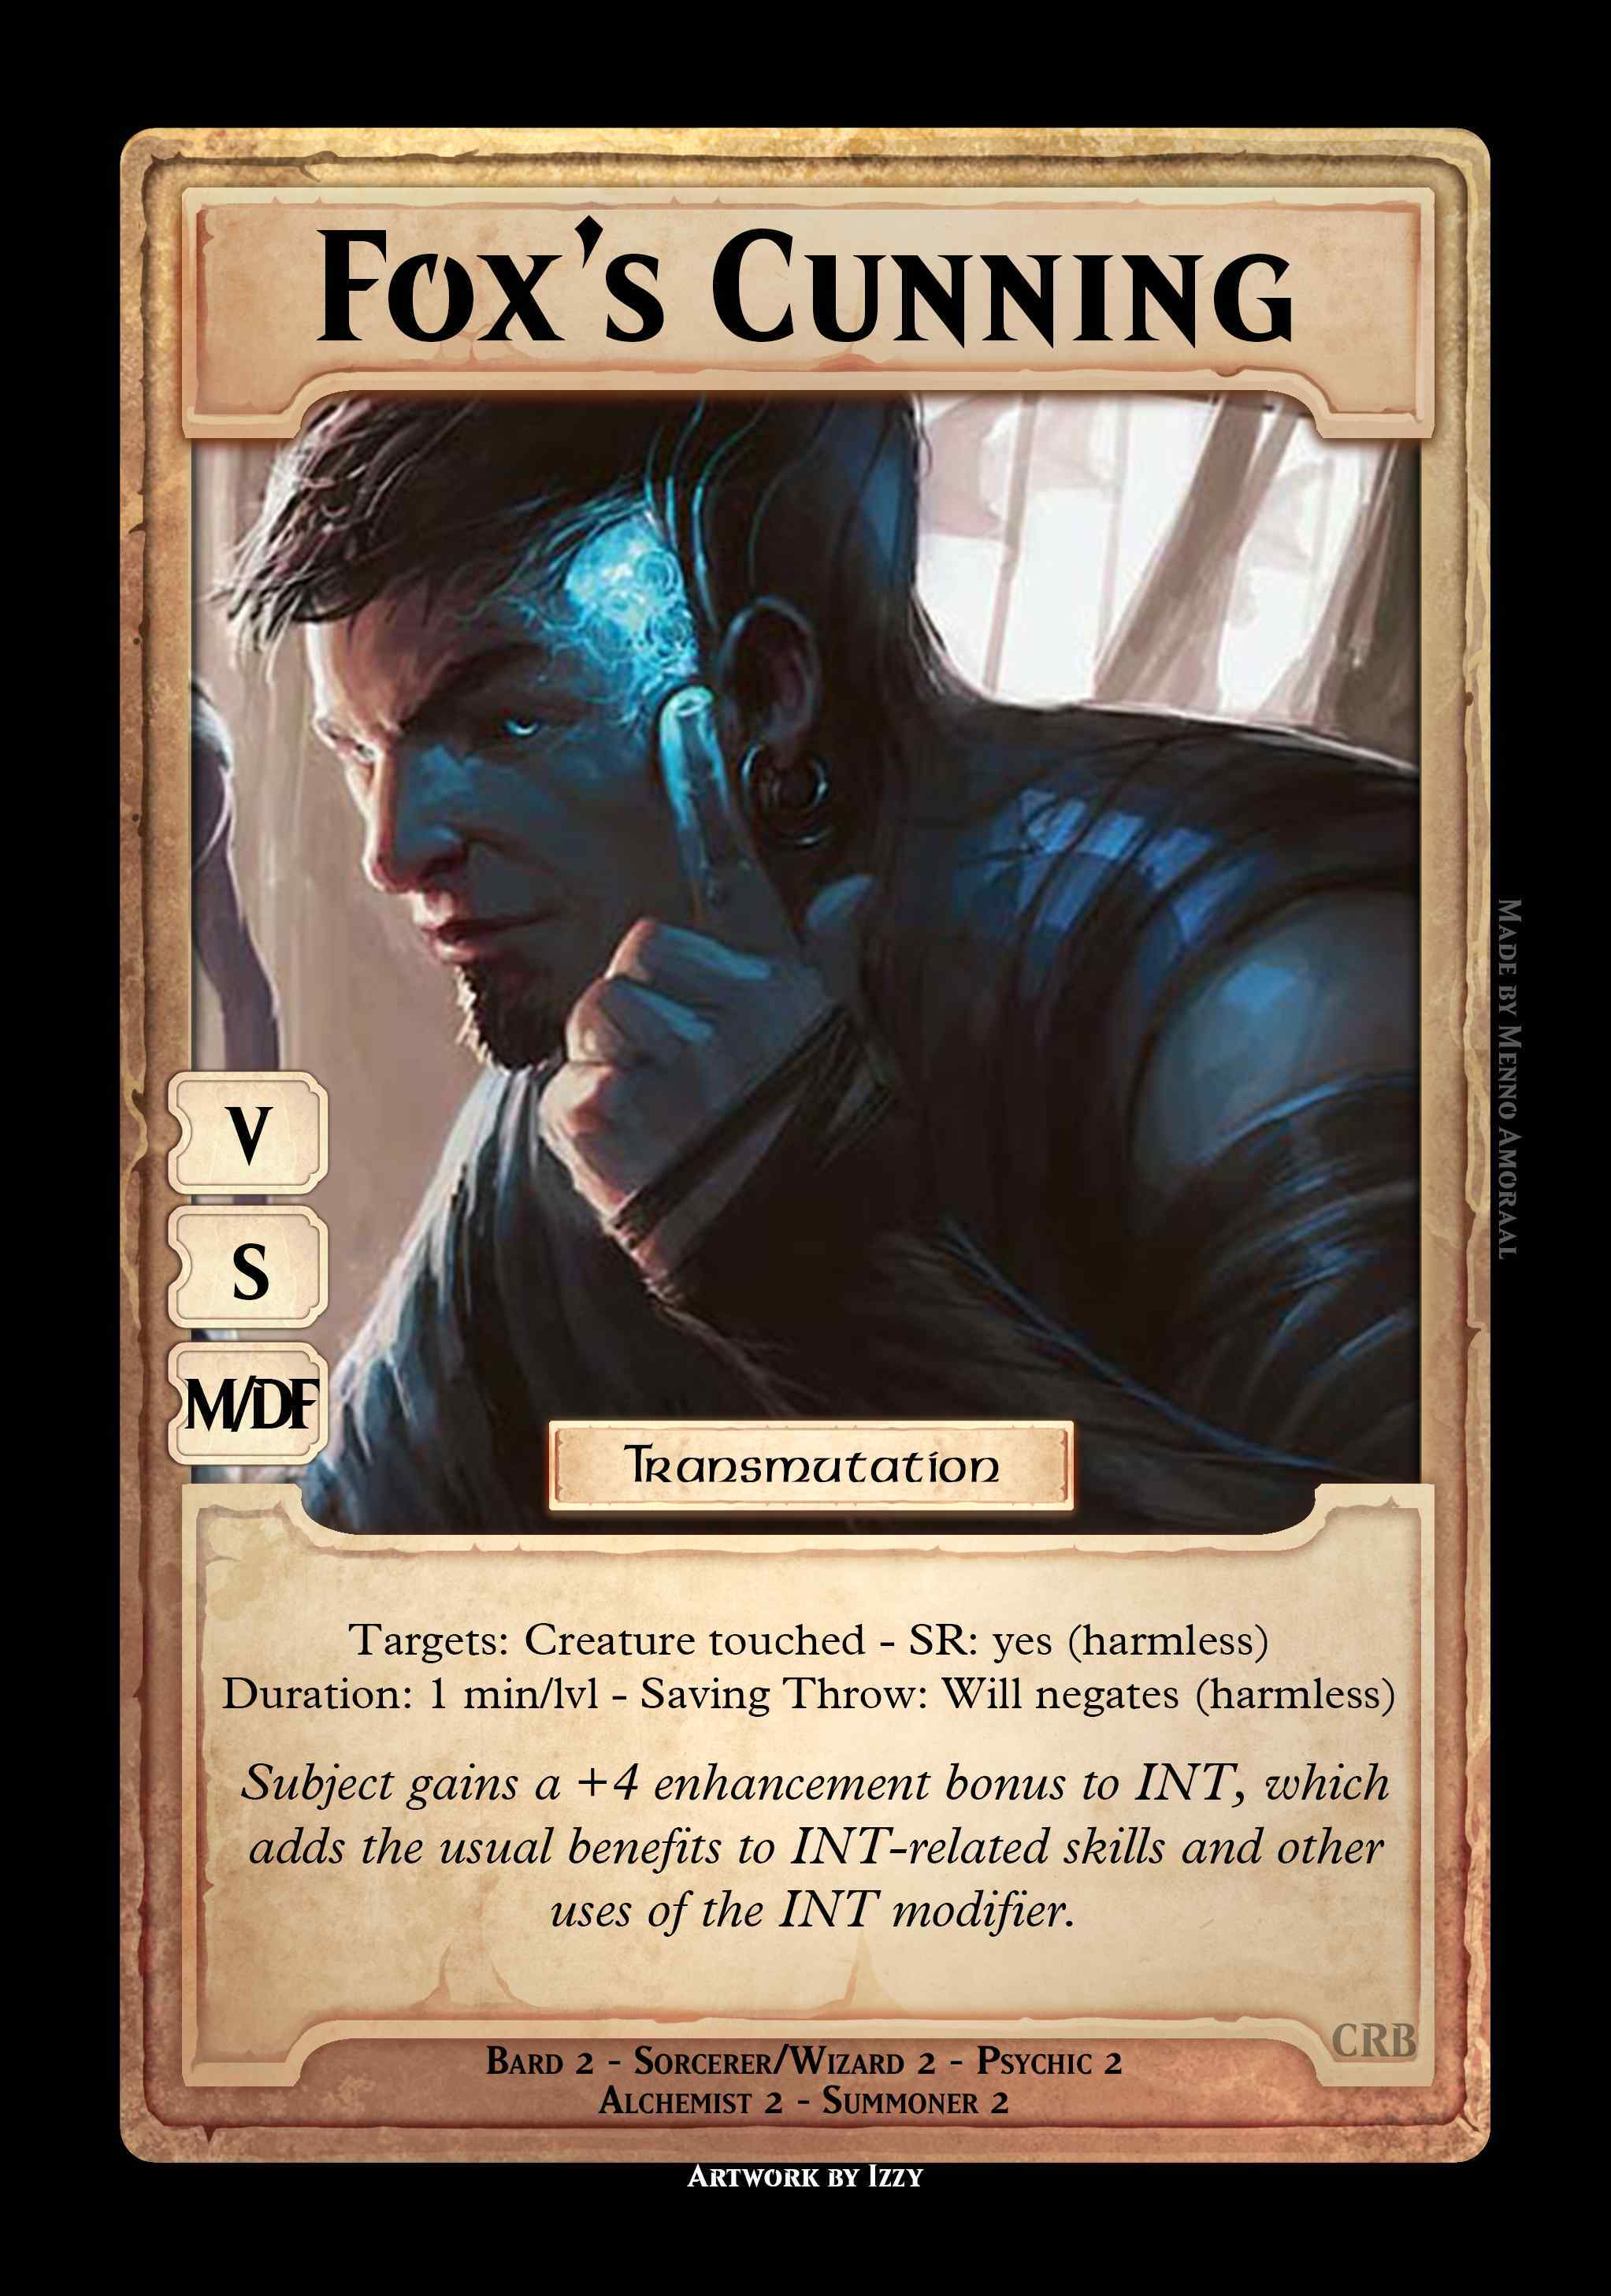 Fox's Cunning
V
S
M/DF
Transmutation
Targets: Creature touched - SR: yes (harmless)
Duration: 1 min/lvl - Saving Throw: Will negates (harmless)
Subject gains a +4 enhancement bonus to INT, which
adds the usual benefits to INT-related skills and other
uses of the INT modifier.
CRB
Bard 2 - Sorcerer/Wizard 2 - Psychic 2
Alchemist 2 - Summoner 2
Artwork by Izzy
Made by Menno Amoraal